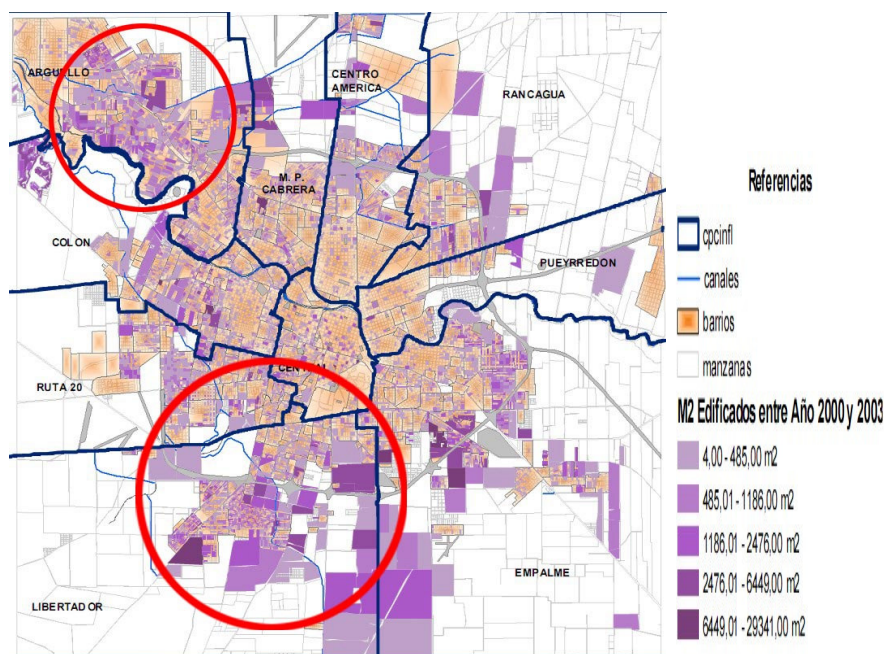 ARGUELLO
CENTRO
AMERICA
RANCAGUA
M. P.
CABRERA
COLON
PUEYRREDON
RUTA 20
LIBERTADOR
EMPALME
Referencias
cpcinfl
canales
barrios
manzanas
M2 Edificados entre Año 2000 y 2003
4,00 - 485,00 m2
485,01 - 1186,00 m2
1186,01 - 2476,00 m2
2476,01 - 6449,00 m2
6449,01 - 29341,00 m2